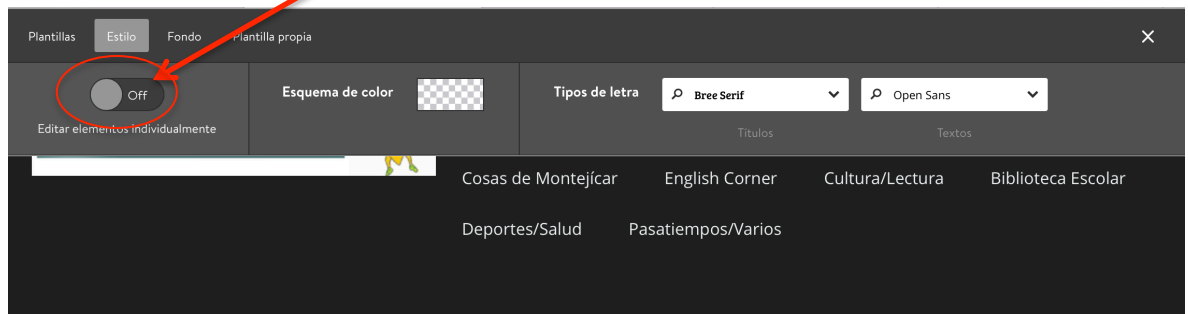 Plantillas Estilo Fondo Plantilla propia
Off Esquema de color Tipos de letra Bree Serif Open Sans
Editar elementos individualmente Títulos Textos
Cosas de Montejícar English Corner Cultura/Lectura Biblioteca Escolar
Deportes/Salud Pasatiempos/Varios